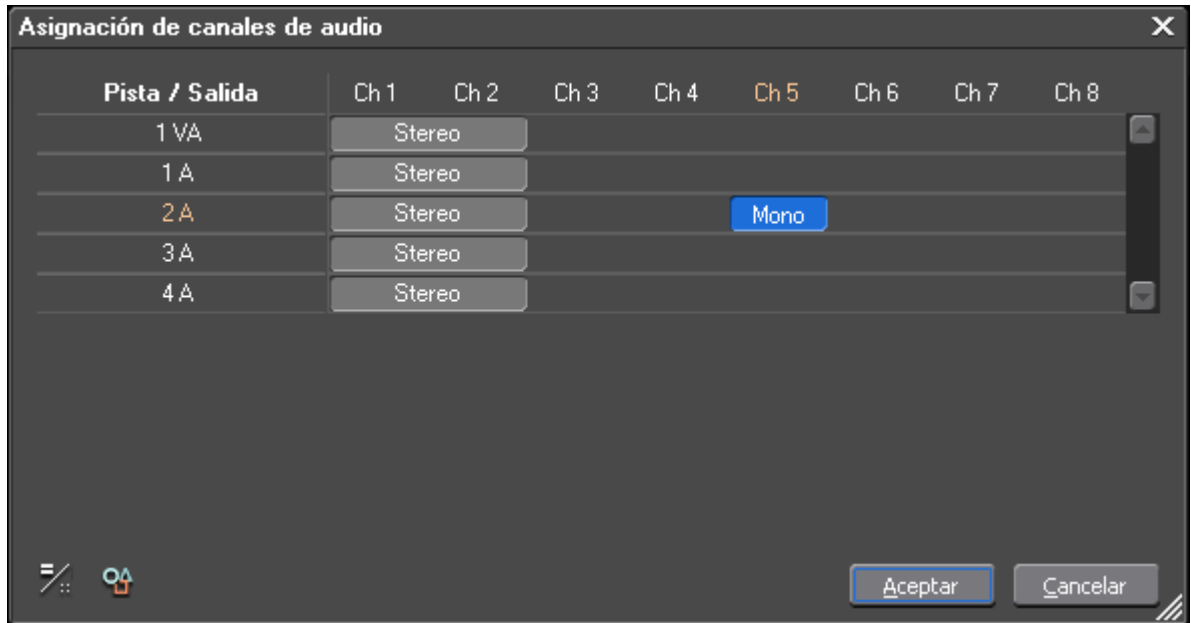 Asignación de canales de audio
Pista / Salida Ch 1 Ch 2 Ch 3 Ch 4 Ch 5 Ch 6 Ch 7 Ch 8
1 VA Stereo
1 A Stereo
2 A Stereo Mono
3 A Stereo
4 A Stereo
Aceptar Cancelar